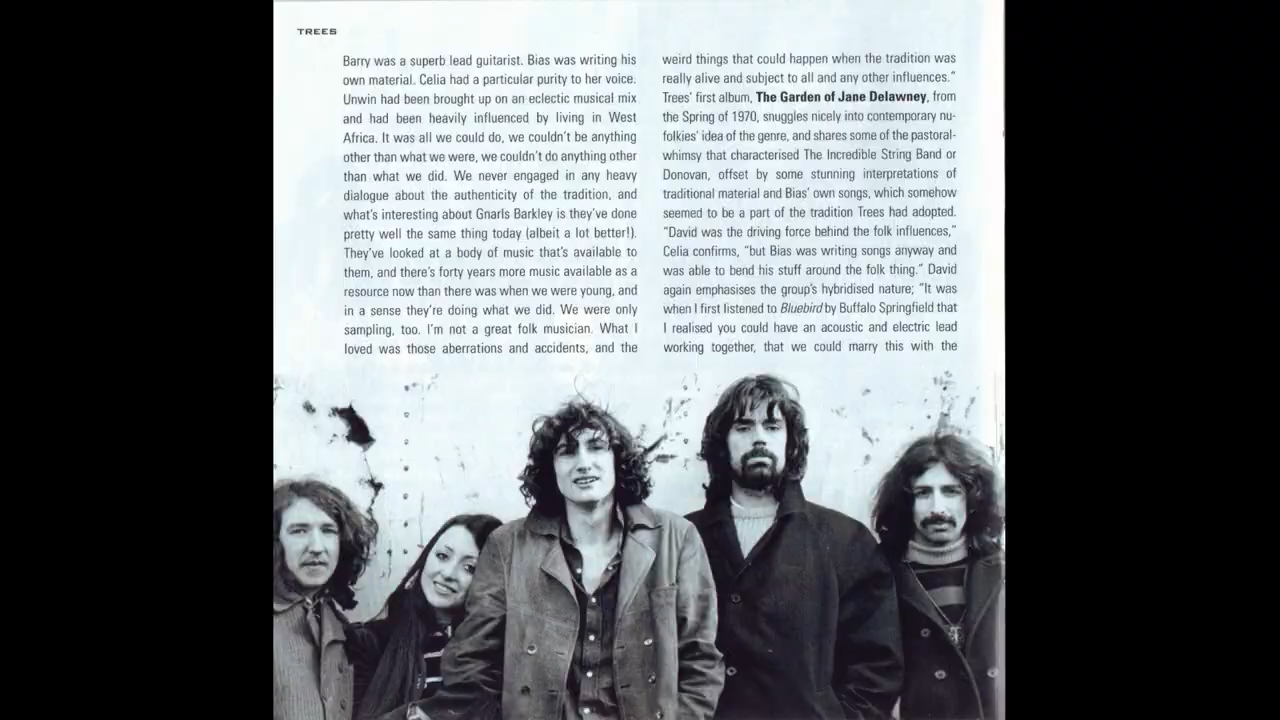 TREES
Barry was a superb lead guitarist. Bias was writing his
own material. Celia had a particular purity to her voice.
Unwin had been brought up on an eclectic musical mix
and had been heavily influenced by living in West
Africa. It was all we could do, we couldn't be anything
other than what we were, we couldn't do anything other
than what we did. We never engaged in any heavy
dialogue about the authenticity of the tradition, and
what's interesting about Gnarls Barkley is they've done
pretty well the same thing today (albeit a lot better!).
They've looked at a body of music that's available to
them, and there's forty years more music available as a
resource now than there was when we were young, and
in a sense they're doing what we did. We were only
sampling, too. I'm not a great folk musician. What I
loved was those aberrations and accidents, and the
weird things that could happen when the tradition was
really alive and subject to all and any other influences."
Trees' first album, The Garden of Jane Delawney, from
the Spring of 1970, snuggles nicely into contemporary nu-
folkies' idea of the genre, and shares some of the pastoral-
whimsy that characterised The Incredible String Band or
Donovan, offset by some stunning interpretations of
traditional material and Bias' own songs, which somehow
seemed to be a part of the tradition Trees had adopted.
"David was the driving force behind the folk influences,"
Celia confirms, "but Bias was writing songs anyway and
was able to bend his stuff around the folk thing." David
again emphasises the group's hybridised nature; "It was
when I first listened to Bluebird by Buffalo Springfield that
I realised you could have an acoustic and electric lead
working together, that we could marry this with the